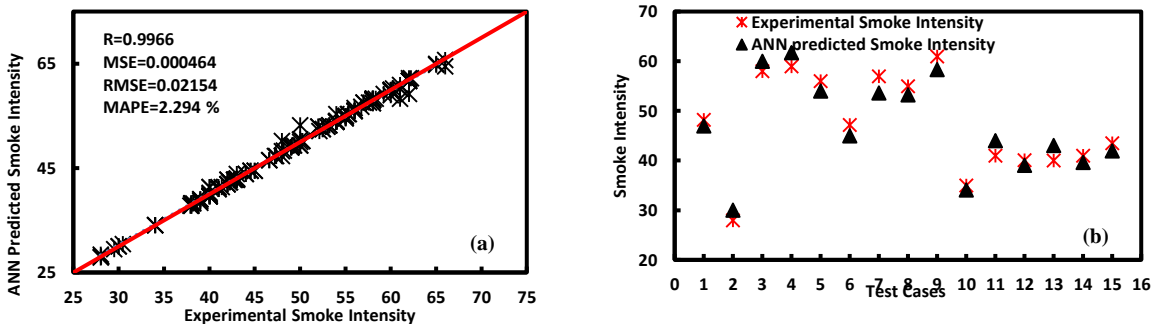 ANN Predicted Smoke Intensity
65
45
25
R=0.9966
MSE=0.000464
RMSE=0.02154
MAPE=2.294 %
(a)
25 30 35 40 45 50 55 60 65 70 75
Experimental Smoke Intensity
Smoke Intensity
70
60
50
40
30
20
Experimental Smoke Intensity
ANN predicted Smoke Intensity
(b)
0 1 2 3 4 5 6 7 8 9 10 11 12 13 14 15 16
Test Cases